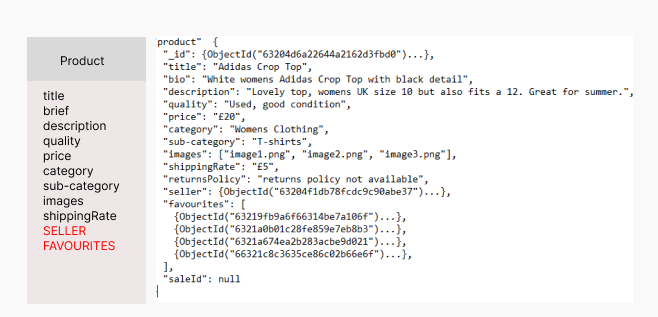 Product
title
brief
description
quality
price
category
sub-category
images
shippingRate
SELLER
FAVOURITES
product"  {
"_id": {ObjectId("63204d6a22644a2162d3fbd0")...},
"title": "Adidas Crop Top",
"bio": "White womens Adidas Crop Top with black detail",
"description": "Lovely top, womens UK size 10 but also fits a 12. Great for summer.",
"quality": "Used, good condition",
"price": "£20",
"category": "Womens Clothing",
"sub-category": "T-shirts",
"images": ["image1.png", "image2.png", "image3.png"],
"shippingRate": "£5",
"returnsPolicy": "returns policy not available",
"seller": {ObjectId("63204f1db78fcdc9c90abe37")...},
"favourites": [
{ObjectId("63219fb9a6f66314be7a106f")...},
{ObjectId("6321a0b01c28fe859e7eb8b3")...},
{ObjectId("6321a674ea2b283acbe9d021")...},
{ObjectId("66321c8c3635ce86c02b66e6f")...},
],
"saleId": null